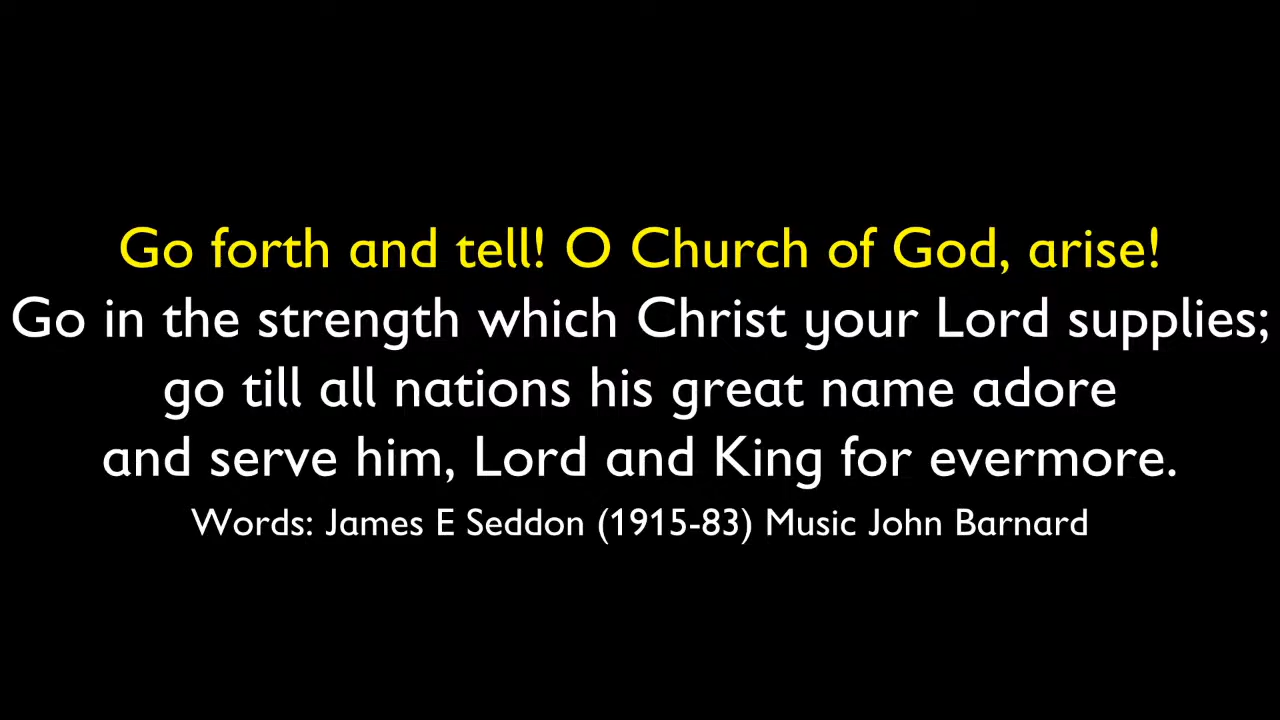 Go forth and tell! O Church of God, arise!
Go in the strength which Christ your Lord supplies;
go till all nations his great name adore
and serve him, Lord and King for evermore.
Words: James E Seddon (1915-83) Music John Barnard